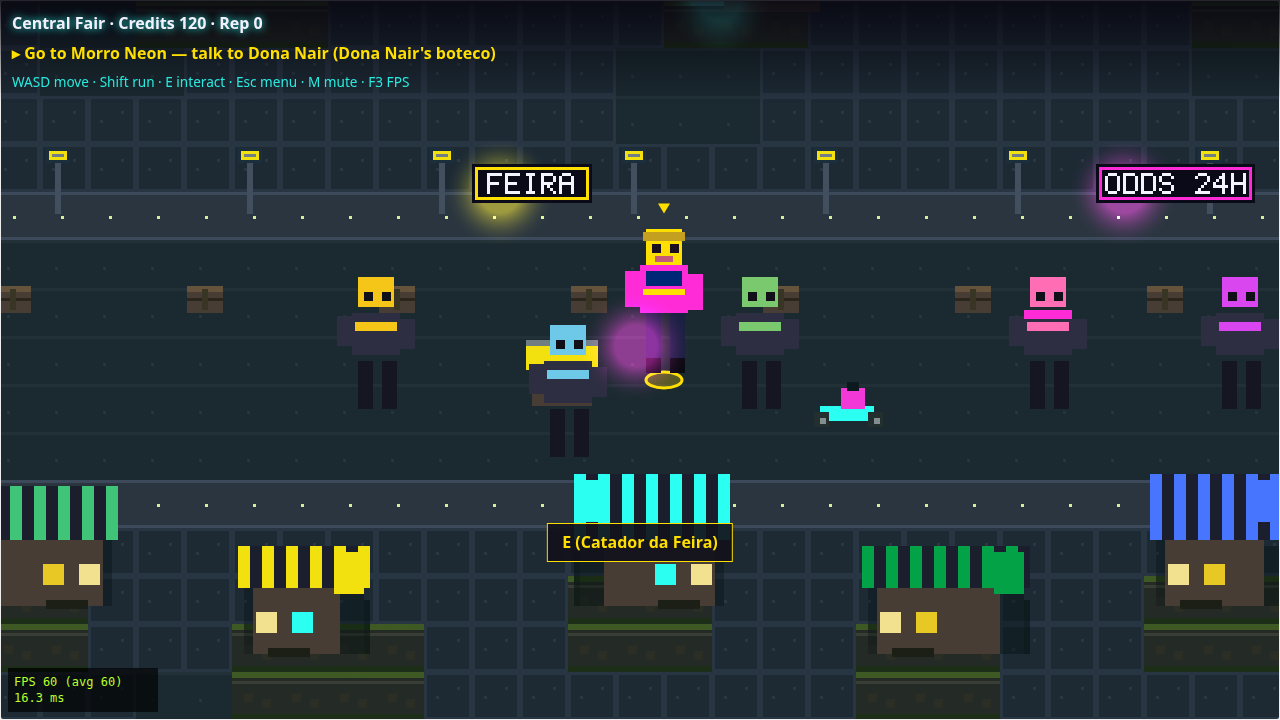 Central Fair · Credits 120 · Rep 0
▸ Go to Morro Neon — talk to Dona Nair (Dona Nair's boteco)
WASD move · Shift run · E interact · Esc menu · M mute · F3 FPS
FEIRA
ODDS 24H
E (Catador da Feira)
FPS 60 (avg 60)
16.3 ms